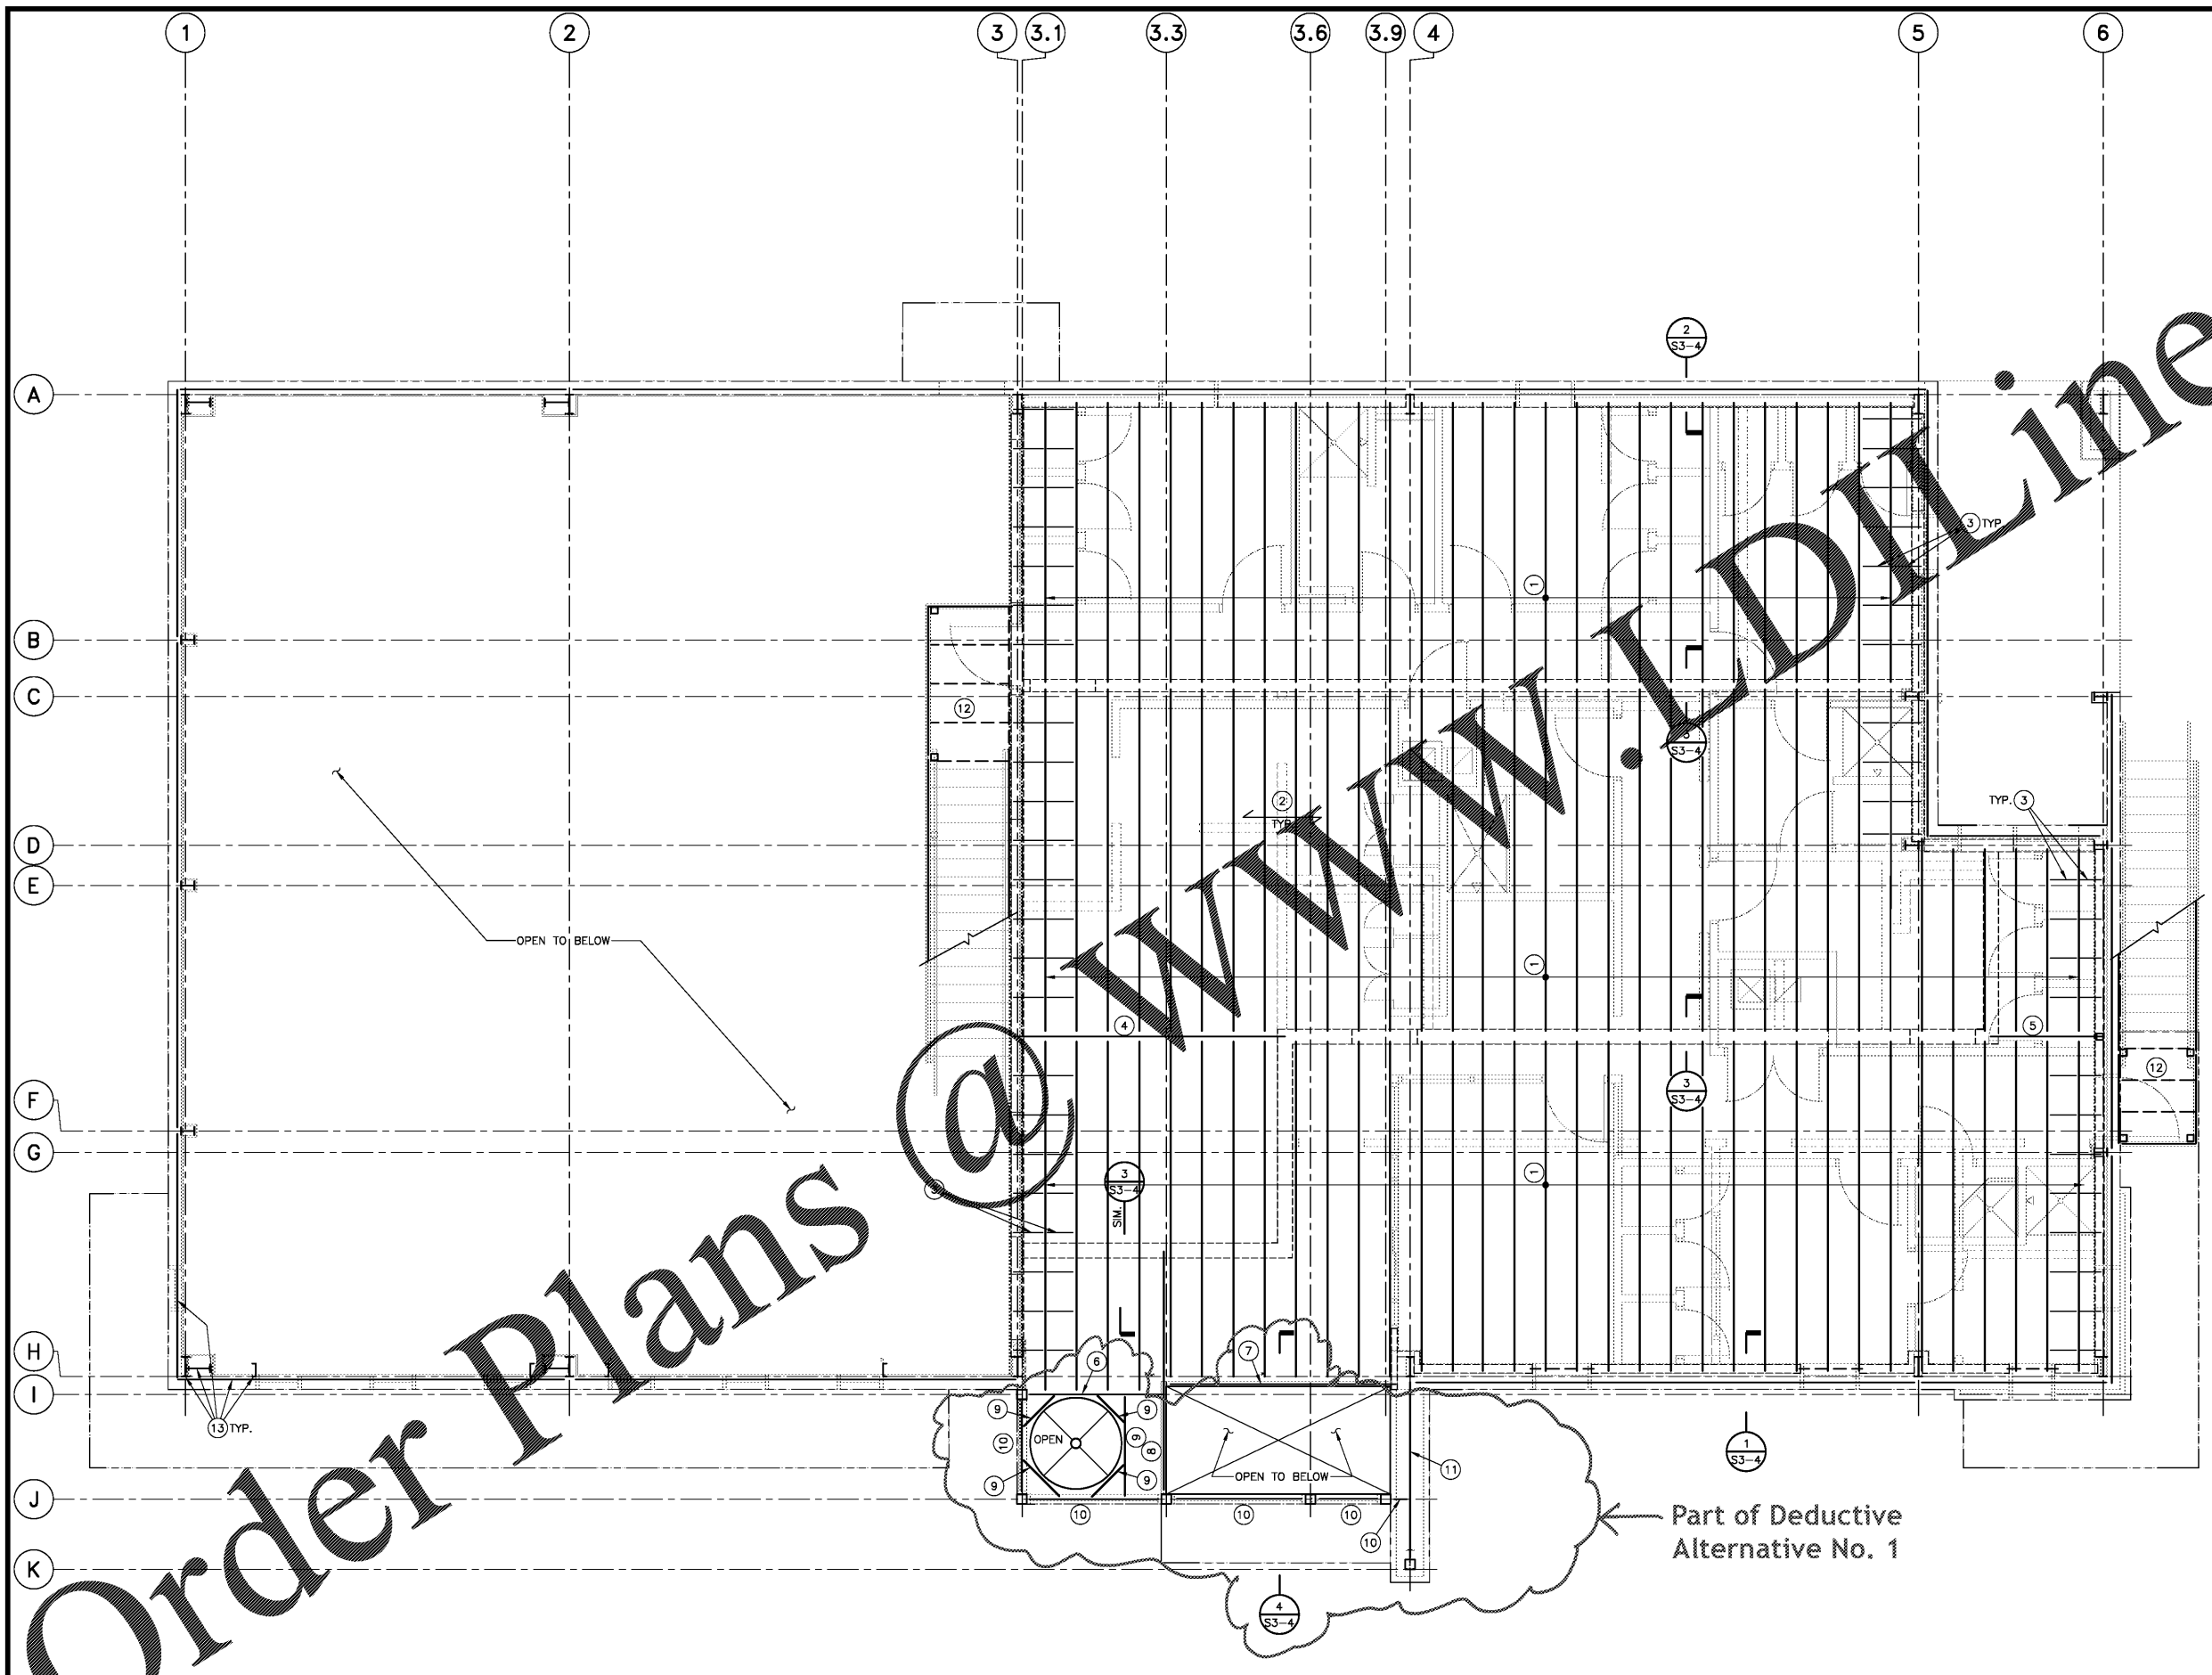 1 2 3 3.1 3.3 3.6 3.9 4 5 6
2
S3-4
A
3 TYP.
1
B
C
12
S3-4
2
TYP.
TYP. 3
D
E
OPEN TO BELOW
1
4
5
12
3
S3-4
F
G
3
S3-4
SIM.
3
1
H
I
6
7
13 TYP.
9
9
10
OPEN
9
8
9
9
OPEN TO BELOW
11
1
S3-4
J
10
10
10
10
K
4
S3-4
Part of Deductive
Alternative No. 1
Order Plans @ www.LDILine